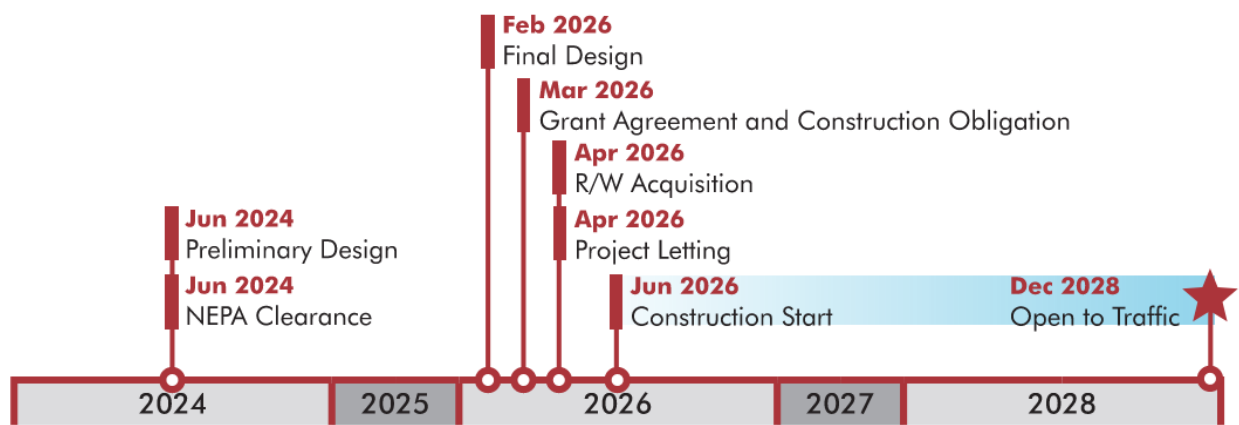 Feb 2026
Final Design
Mar 2026
Grant Agreement and Construction Obligation
Apr 2026
R/W Acquisition
Jun 2024
Preliminary Design
Apr 2026
Project Letting
Jun 2024
NEPA Clearance
Jun 2026
Construction Start
Dec 2028
Open to Traffic
2024
2025
2026
2027
2028